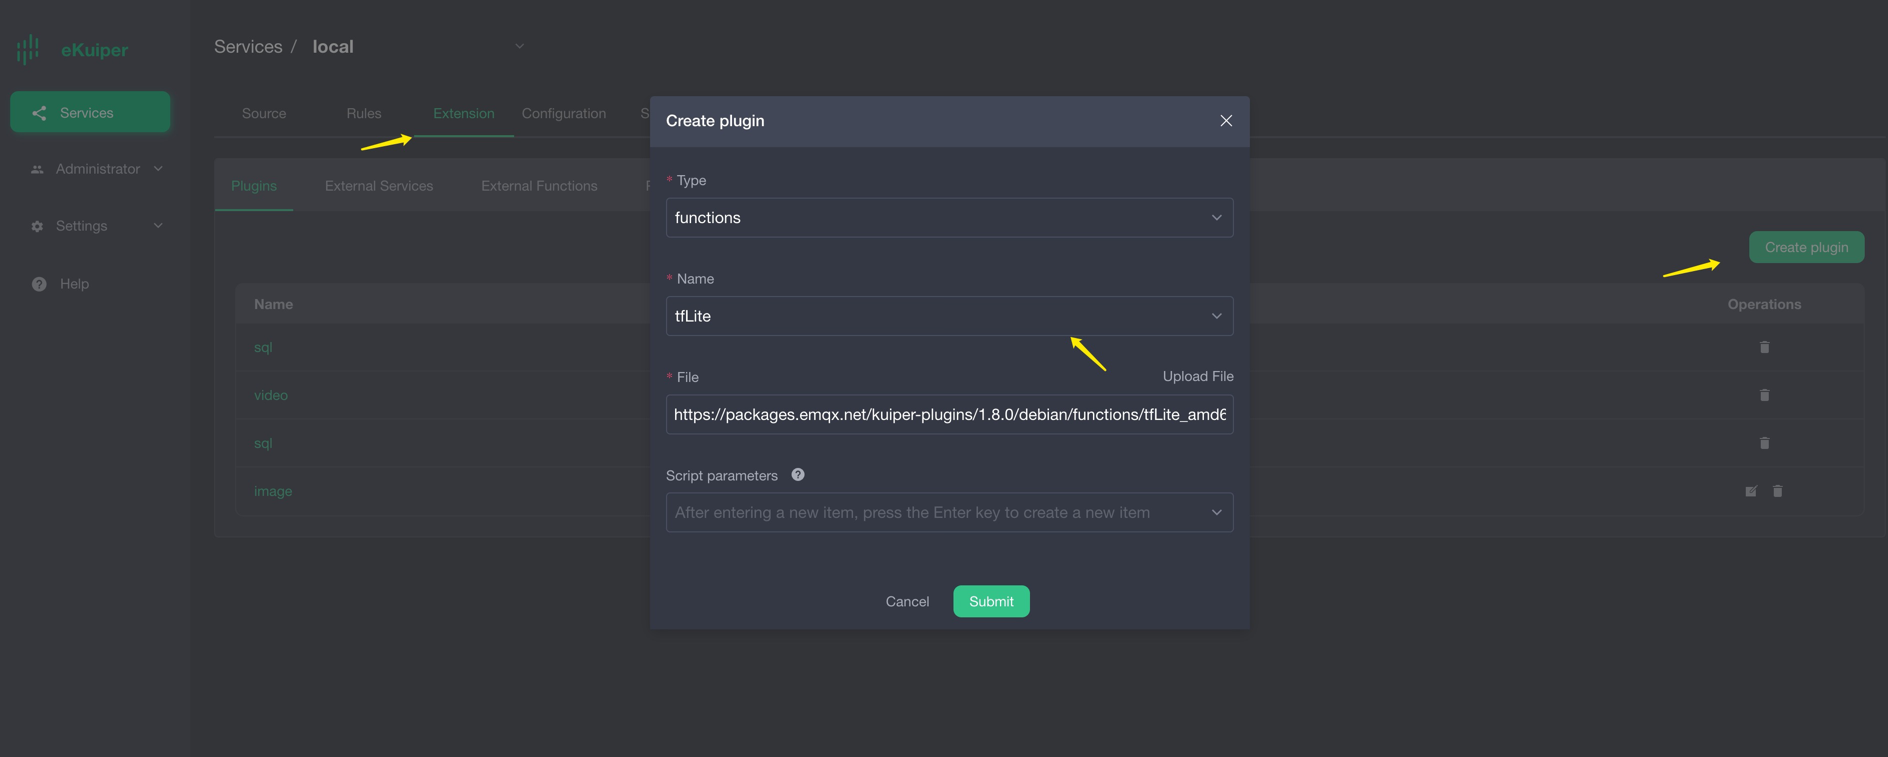 eKuiper
Services / local
Services
Administrator
Settings
Help
Source Rules Extension Configuration S
Plugins External Services External Functions
Create plugin
Name Operations
sql
video
sql
image
Create plugin
* Type
functions
* Name
tfLite
* File Upload File
https://packages.emqx.net/kuiper-plugins/1.8.0/debian/functions/tfLite_amd6
Script parameters ?
After entering a new item, press the Enter key to create a new item
Cancel Submit